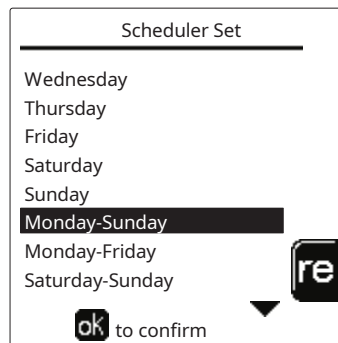 Scheduler Set
Wednesday
Thursday
Friday
Saturday
Sunday
Monday-Sunday
Monday-Friday
Saturday-Sunday
re
ok to confirm